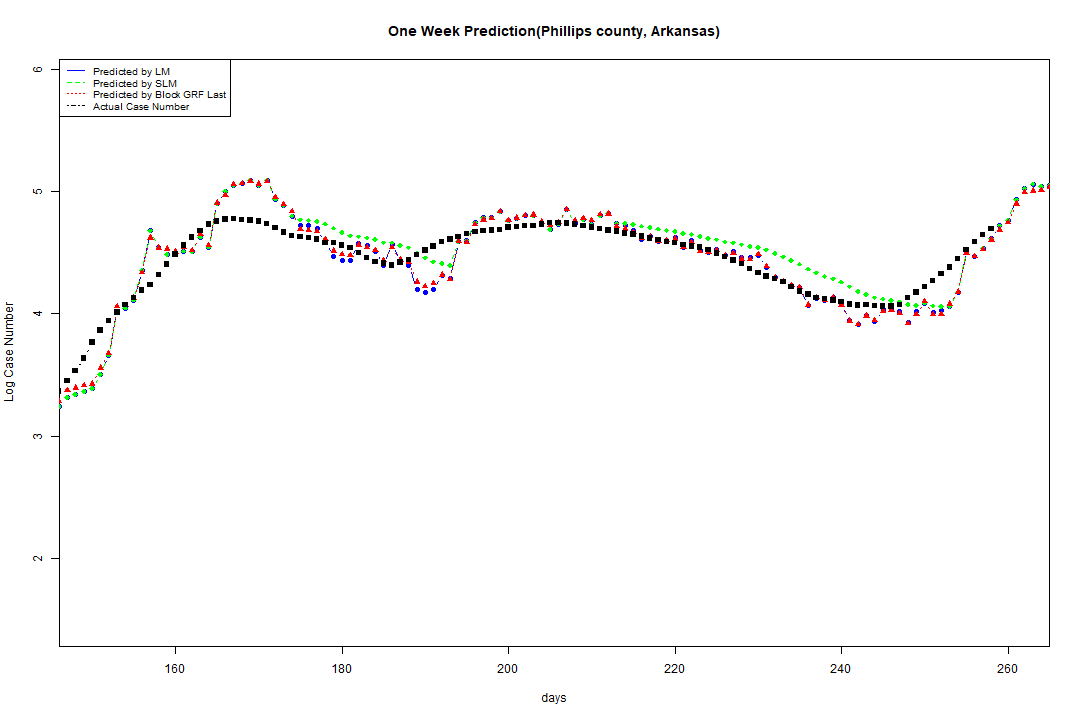 One Week Prediction(Phillips county, Arkansas)
Predicted by LM
Predicted by SLM
Predicted by Block GRF Last
Actual Case Number
6
5
4
3
2
Log Case Number
160 180 200 220 240 260
days